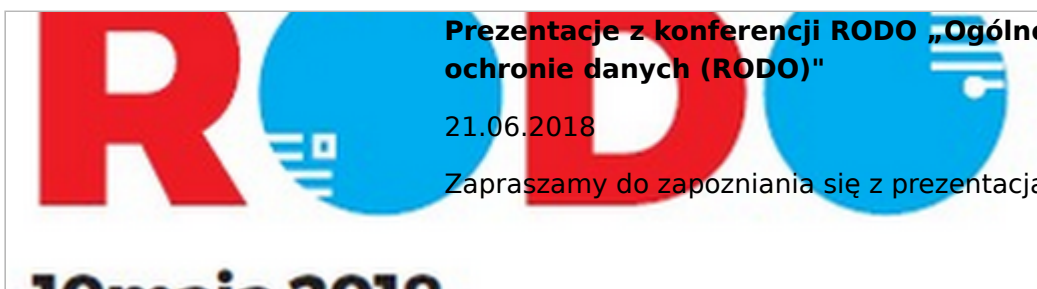 RODO
Prezentacje z konferencji RODO „Ogólne
ochronie danych (RODO)"
21.06.2018
Zapraszamy do zapozniania się z prezentacja